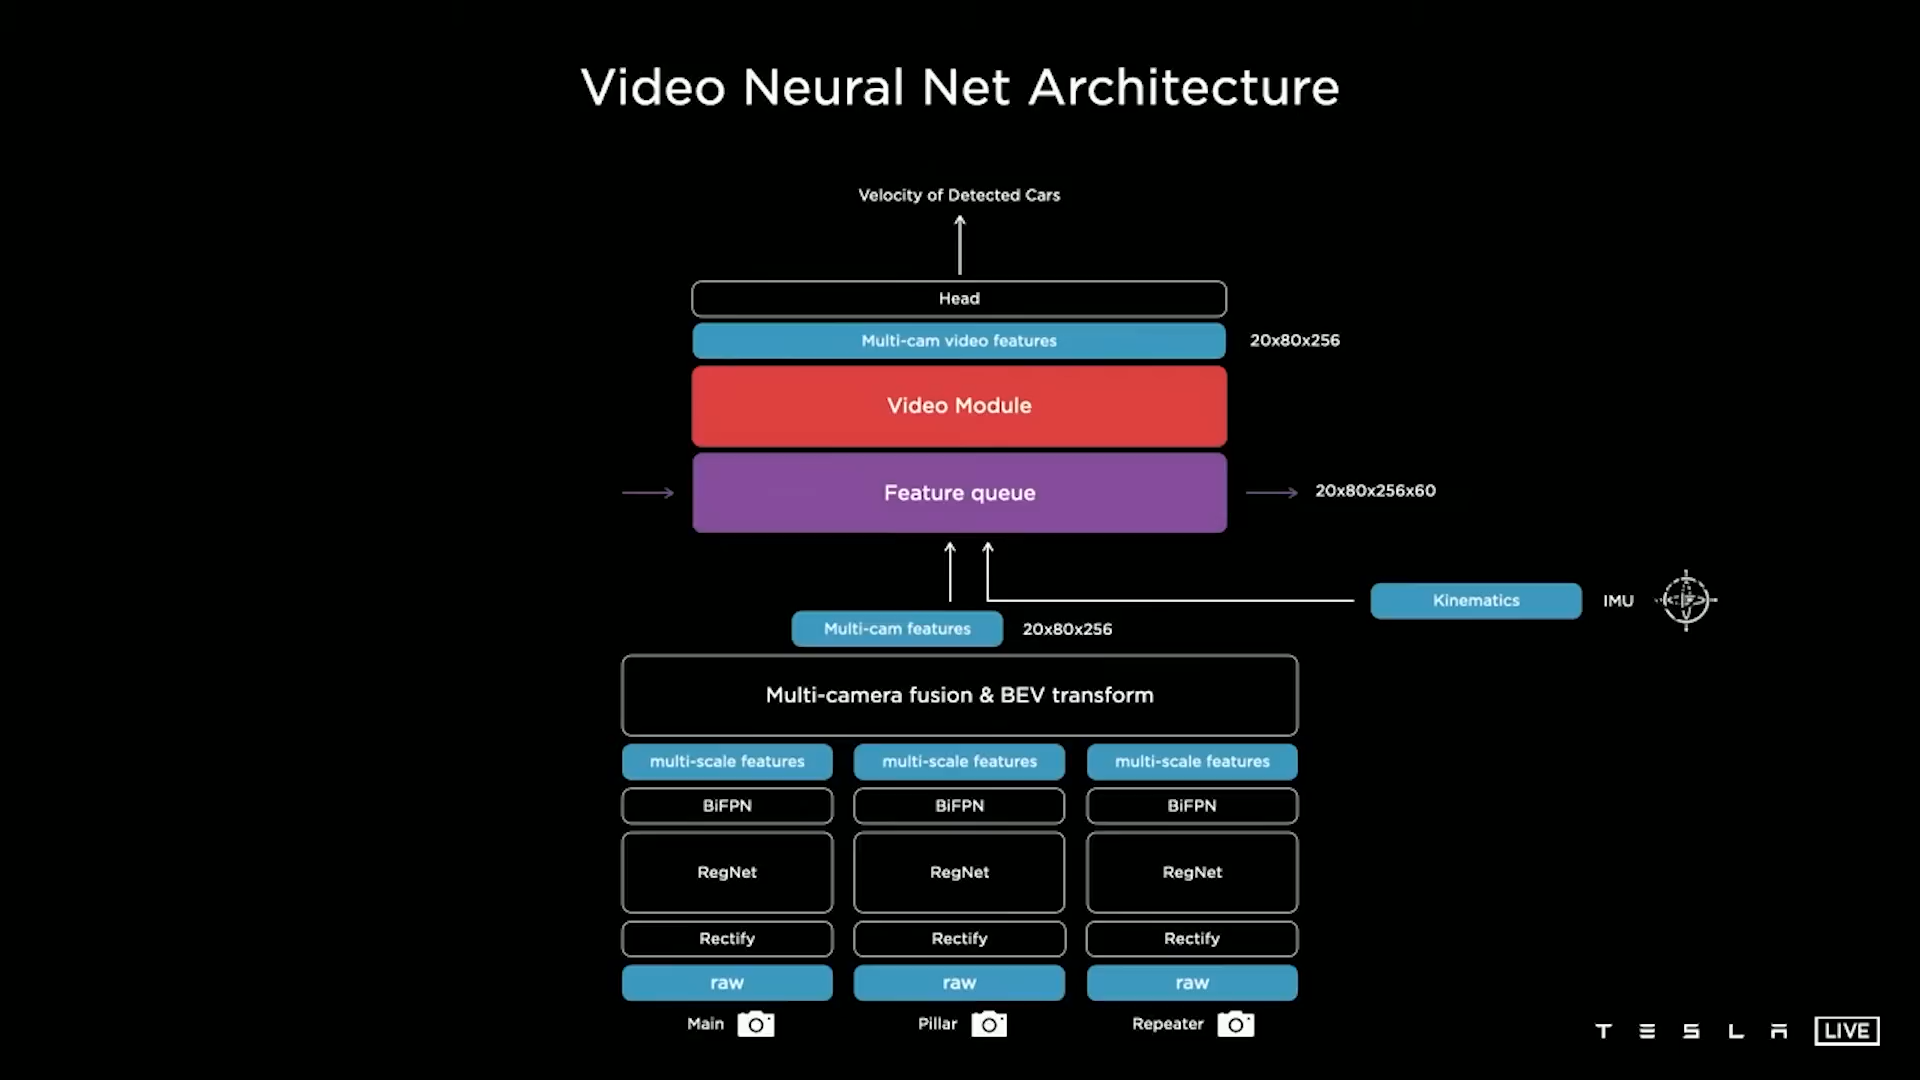 Video Neural Net Architecture
Velocity of Detected Cars
Head
Multi-cam video features 20x80x256
Video Module
Feature queue 20x80x256x60
Kinematics IMU
Multi-cam features 20x80x256
Multi-camera fusion & BEV transform
multi-scale features multi-scale features multi-scale features
BiFPN BiFPN BiFPN
RegNet RegNet RegNet
Rectify Rectify Rectify
raw raw raw
Main Pillar Repeater
TESLA LIVE